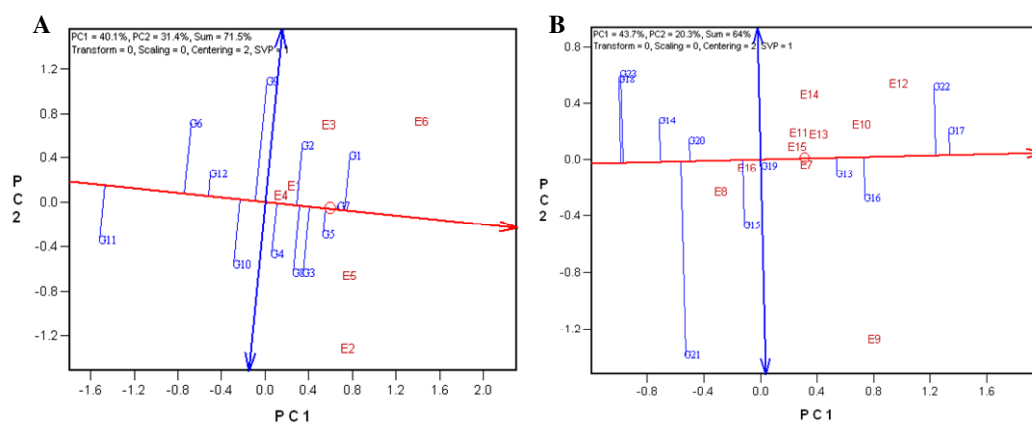 A
PC1 = 40.1%, PC2 = 31.4%, Sum = 71.5%
Transform = 0, Scaling = 0, Centering = 2, SVP = 1
1.2
0.8
0.4
0.0
-0.4
-0.8
-1.2
P C 2
G9
G6
E3
E6
G2
G1
G12
E1
E4
G7
G11
G5
G10
G4
G8
G3
E5
E2
-1.6
-1.2
-0.8
-0.4
0.0
0.4
0.8
1.2
1.6
2.0
P C 1
B
PC1 = 43.7%, PC2 = 20.3%, Sum = 64%
Transform = 0, Scaling = 0, Centering = 2, SVP = 1
0.8
0.4
0.0
-0.4
-0.8
-1.2
P C 2
G23
G18
E12
E14
G22
G14
E10
E11
E13
G17
G20
E15
E16
G19
E7
G13
E8
G16
G15
E9
G21
-0.8
-0.4
0.0
0.4
0.8
1.2
1.6
P C 1